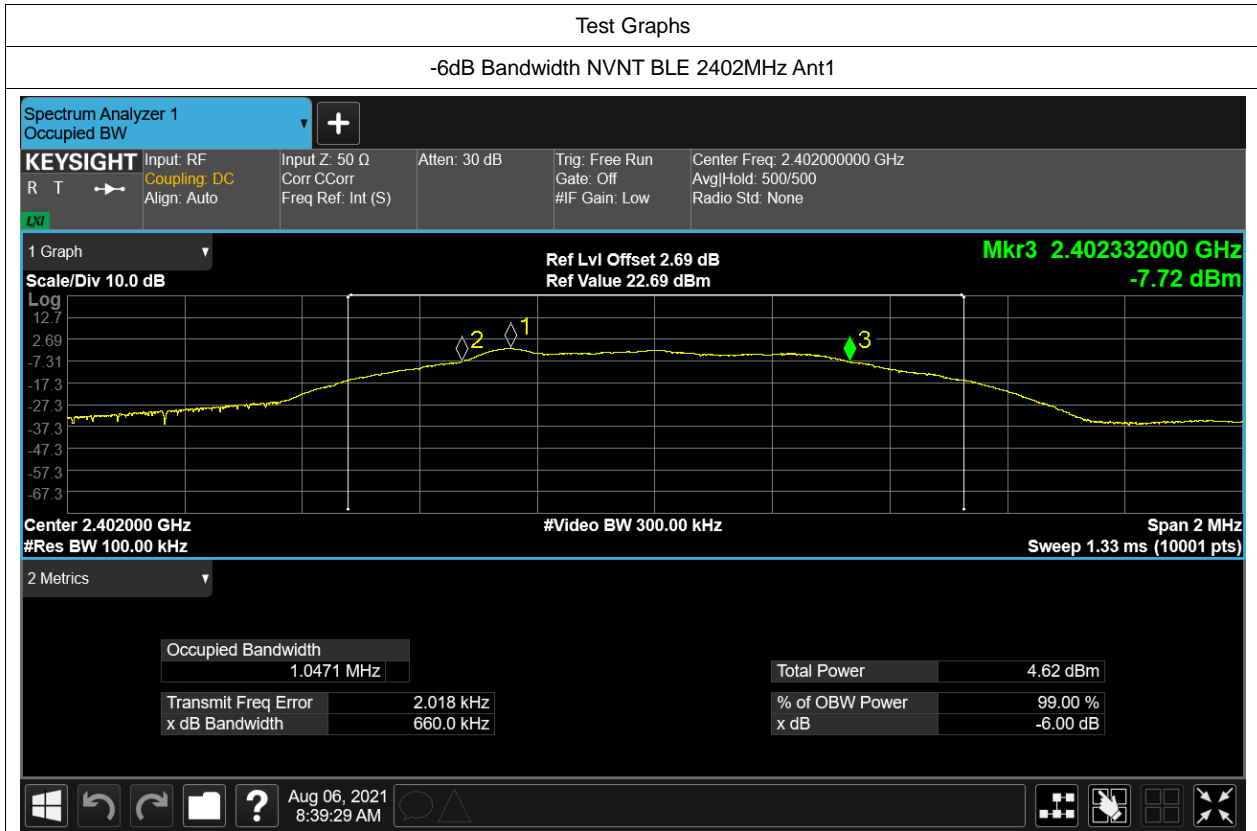 Test Graphs
-6dB Bandwidth NVNT BLE 2402MHz Ant1
Spectrum Analyzer 1
Occupied BW
KEYSIGHT
R T
LXI
Input: RF
Coupling: DC
Align: Auto
Input Z: 50 Ω
Corr CCorr
Freq Ref: Int (S)
Atten: 30 dB
Trig: Free Run
Gate: Off
#IF Gain: Low
Center Freq: 2.402000000 GHz
Avg|Hold: 500/500
Radio Std: None
1 Graph
Scale/Div 10.0 dB
Ref Lvl Offset 2.69 dB
Ref Value 22.69 dBm
Mkr3 2.402332000 GHz
-7.72 dBm
Log
12.7
2.69
-7.31
-17.3
-27.3
-37.3
-47.3
-57.3
-67.3
2
1
3
Center 2.402000 GHz
#Res BW 100.00 kHz
#Video BW 300.00 kHz
Span 2 MHz
Sweep 1.33 ms (10001 pts)
2 Metrics
Occupied Bandwidth
1.0471 MHz
Transmit Freq Error 2.018 kHz
x dB Bandwidth 660.0 kHz
Total Power 4.62 dBm
% of OBW Power 99.00 %
x dB -6.00 dB
?
Aug 06, 2021
8:39:29 AM